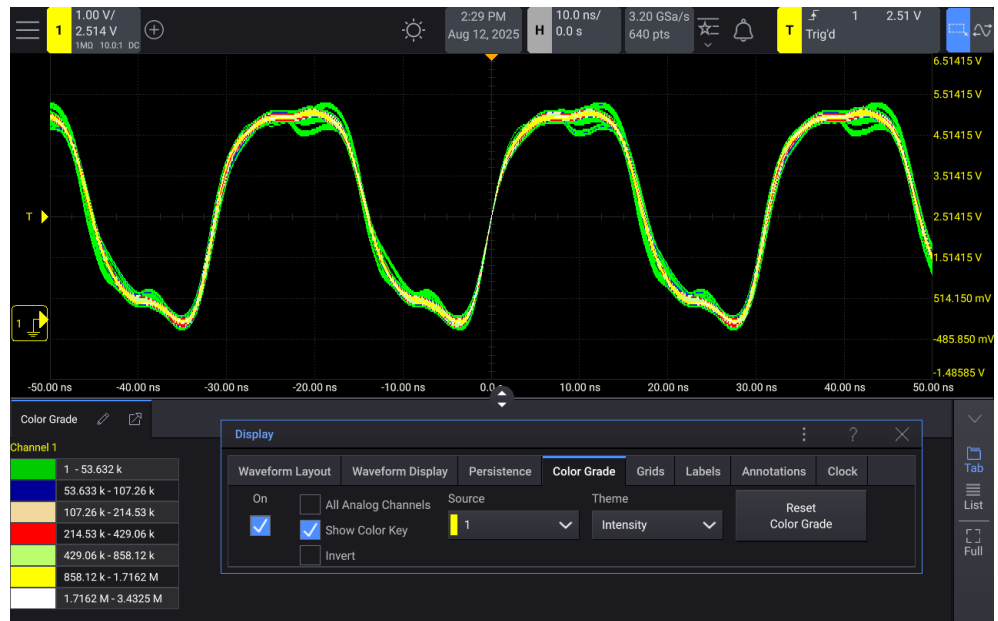 1
1.00 V/
2.514 V
1MΩ 10.0:1 DC
2:29 PM
Aug 12, 2025
H
10.0 ns/
0.0 s
3.20 GSa/s
640 pts
T
1
2.51 V
Trig'd
6.51415 V
5.51415 V
4.51415 V
3.51415 V
T
2.51415 V
1.51415 V
514.150 mV
1
-485.850 mV
-1.48585 V
-50.00 ns -40.00 ns -30.00 ns -20.00 ns -10.00 ns 0.0 s 10.00 ns 20.00 ns 30.00 ns 40.00 ns 50.00 ns
Color Grade
Channel 1
1 - 53.632 k
53.633 k - 107.26 k
107.26 k - 214.53 k
214.53 k - 429.06 k
429.06 k - 858.12 k
858.12 k - 1.7162 M
1.7162 M - 3.4325 M
Display
?
Waveform Layout Waveform Display Persistence Color Grade Grids Labels Annotations Clock
On
All Analog Channels
Show Color Key
Invert
Source
1
Theme
Intensity
Reset
Color Grade
Tab
List
Full